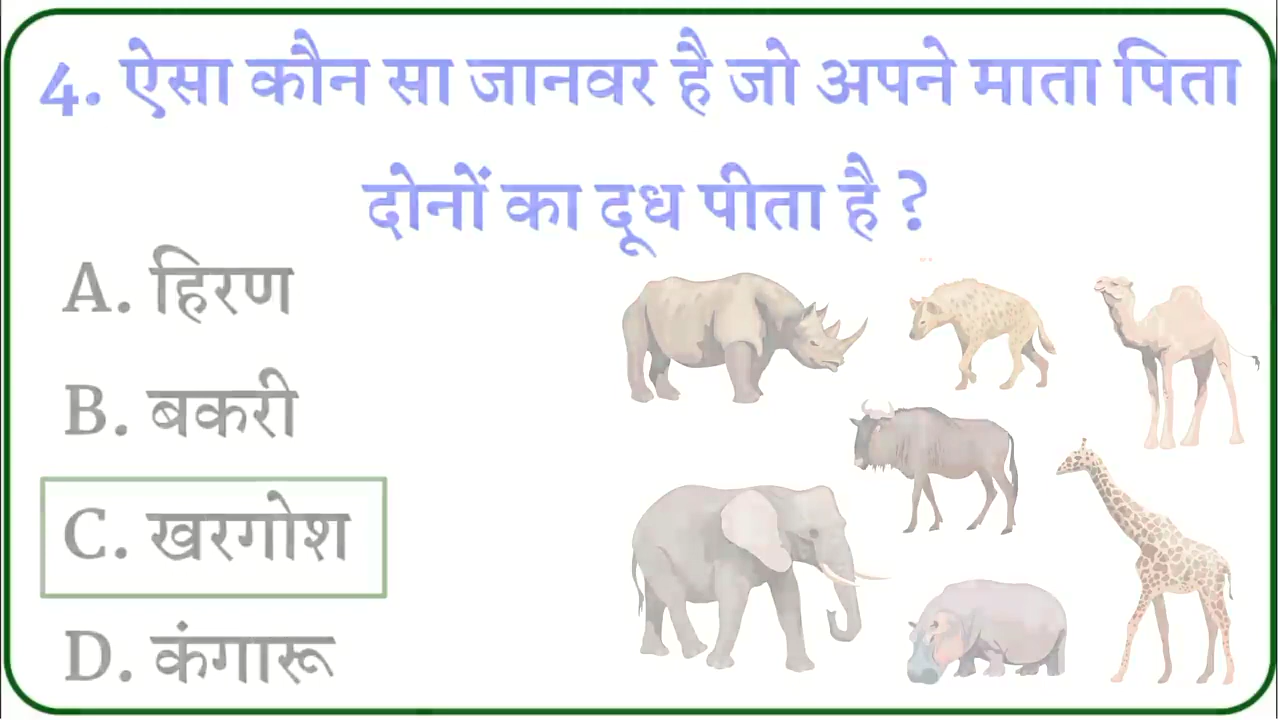 4. ऐसा कौन सा जानवर है जो अपने माता पिता
दोनों का दूध पीता है ?
A. हिरण
B. बकरी
C. खरगोश
D. कंगारू